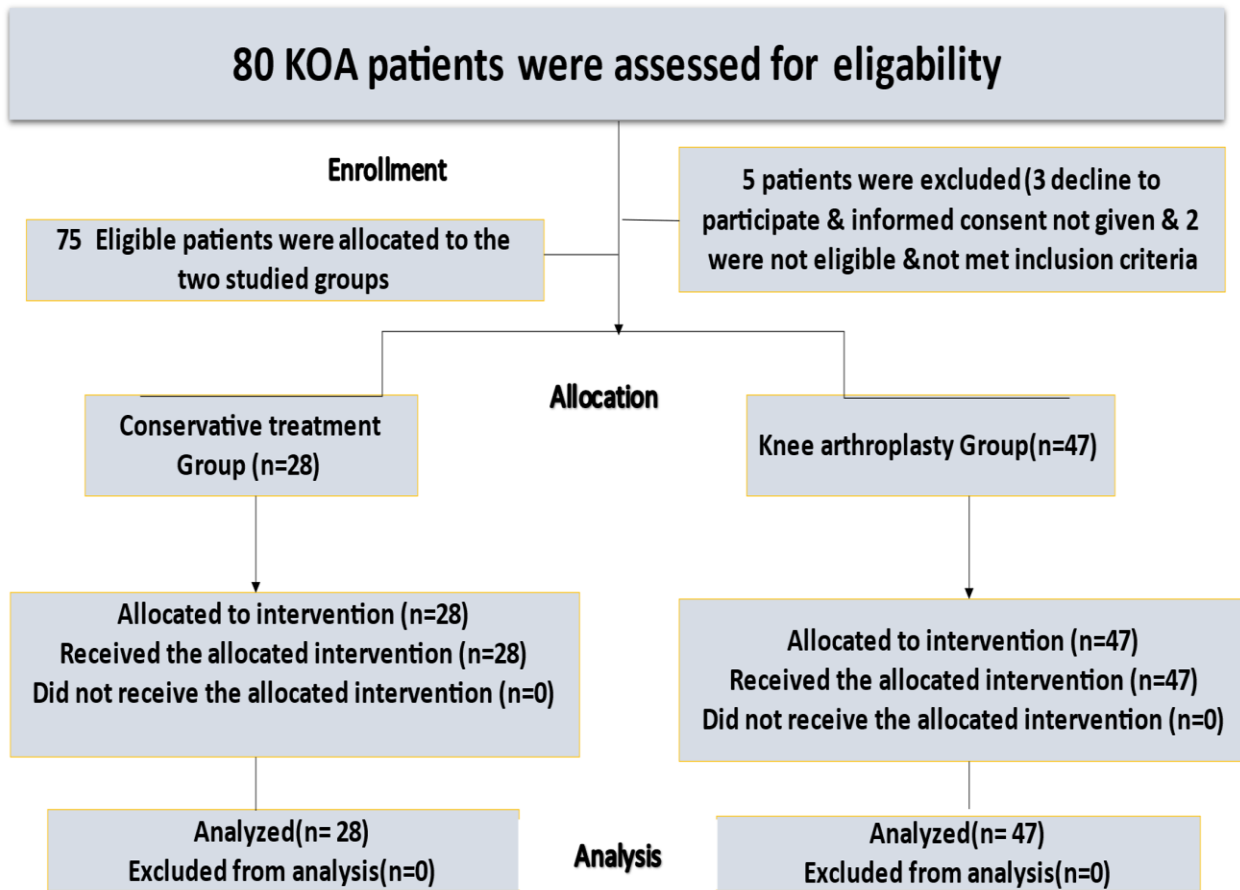 80 KOA patients were assessed for eligability
Enrollment
5 patients were excluded (3 decline to
participate & informed consent not given & 2
were not eligible &not met inclusion criteria
75 Eligible patients were allocated to the
two studied groups
Allocation
Conservative treatment
Group (n=28)
Knee arthroplasty Group(n=47)
Allocated to intervention (n=28)
Received the allocated intervention (n=28)
Did not receive the allocated intervention (n=0)
Allocated to intervention (n=47)
Received the allocated intervention (n=47)
Did not receive the allocated intervention (n=0)
Analyzed(n= 28)
Excluded from analysis(n=0)
Analysis
Analyzed(n= 47)
Excluded from analysis(n=0)